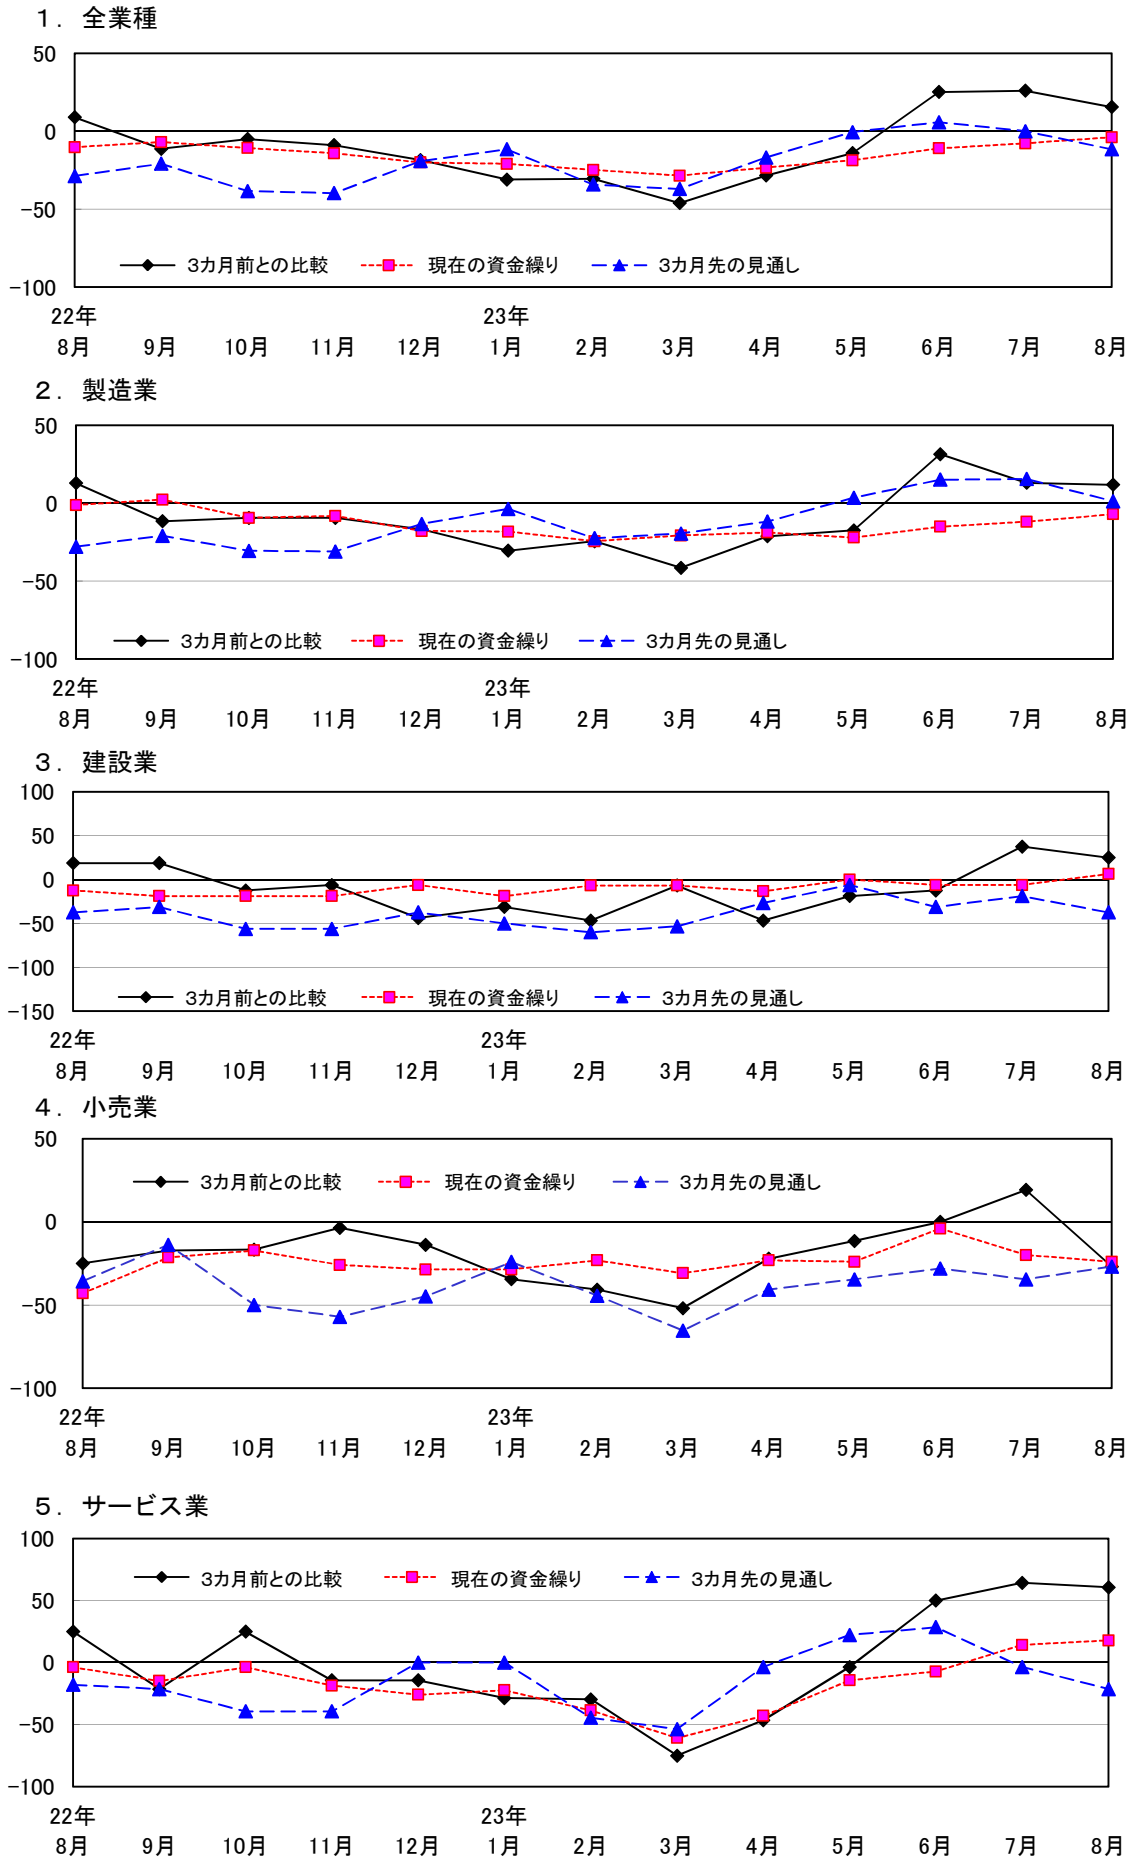 １． 全業種
50
0
−50
−100
3カ月前との比較 現在の資金繰り 3カ月先の見通し
22年 23年
8月 9月 10月 11月 12月 1月 2月 3月 4月 5月 6月 7月 8月
２． 製造業
50
0
−50
−100
3カ月前との比較 現在の資金繰り 3カ月先の見通し
22年 23年
8月 9月 10月 11月 12月 1月 2月 3月 4月 5月 6月 7月 8月
３． 建設業
100
50
0
−50
−100
−150
3カ月前との比較 現在の資金繰り 3カ月先の見通し
22年 23年
8月 9月 10月 11月 12月 1月 2月 3月 4月 5月 6月 7月 8月
４． 小売業
50
3カ月前との比較 現在の資金繰り 3カ月先の見通し
0
−50
−100
22年 23年
8月 9月 10月 11月 12月 1月 2月 3月 4月 5月 6月 7月 8月
５． サービス業
100
3カ月前との比較 現在の資金繰り 3カ月先の見通し
50
0
−50
−100
22年 23年
8月 9月 10月 11月 12月 1月 2月 3月 4月 5月 6月 7月 8月